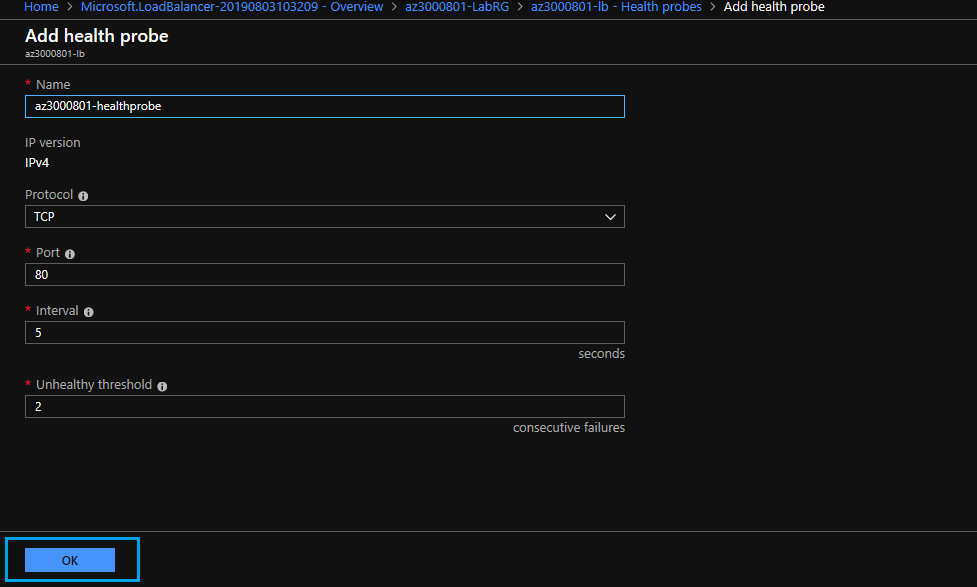 Home > Microsoft.LoadBalancer-20190803103209 - Overview > az3000801-LabRG > az3000801-lb - Health probes > Add health probe
Add health probe
az3000801-lb
* Name
az3000801-healthprobe
IP version
IPv4
Protocol
TCP
* Port
80
* Interval
5
seconds
* Unhealthy threshold
2
consecutive failures
OK